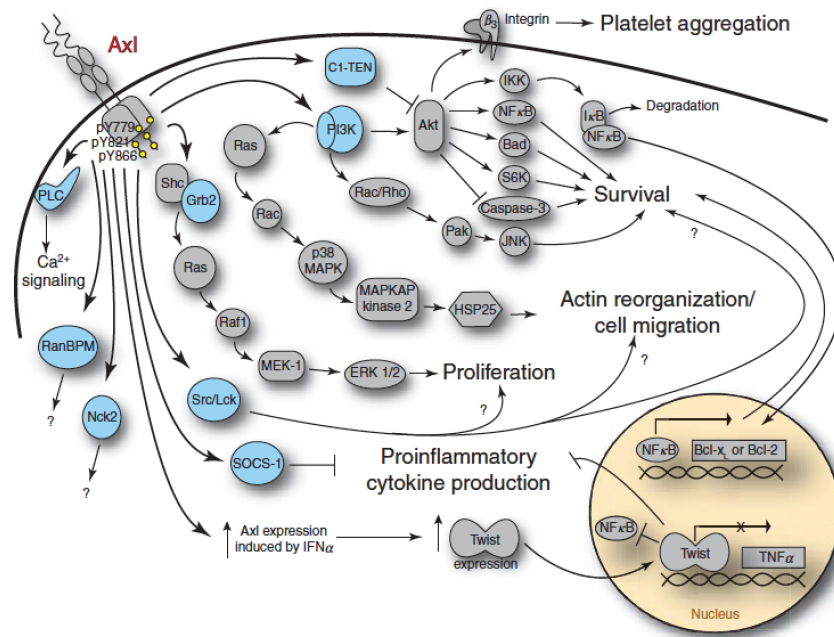 Axl
β3
Integrin
Platelet aggregation
C1-TEN
IKK
IκB
NFκB
Degradation
pY779
pY821
pY866
PI3K
Akt
NFκB
Bad
S6K
Caspase-3
Survival
?
Ras
Shc
Grb2
PLC
Rac/Rho
Pak
JNK
Rac
Ca2+
signaling
Ras
p38
MAPK
MAPKAP
kinase 2
HSP25
Actin reorganization/
cell migration
?
Raf1
RanBPM
?
MEK-1
ERK 1/2
Proliferation
?
Src/Lck
Nck2
?
SOCS-1
Proinflammatory
cytokine production
NFκB
Bcl-xL or Bcl-2
Axl expression
induced by IFNα
Twist
expression
NFκB
x
Twist
TNFα
Nucleus